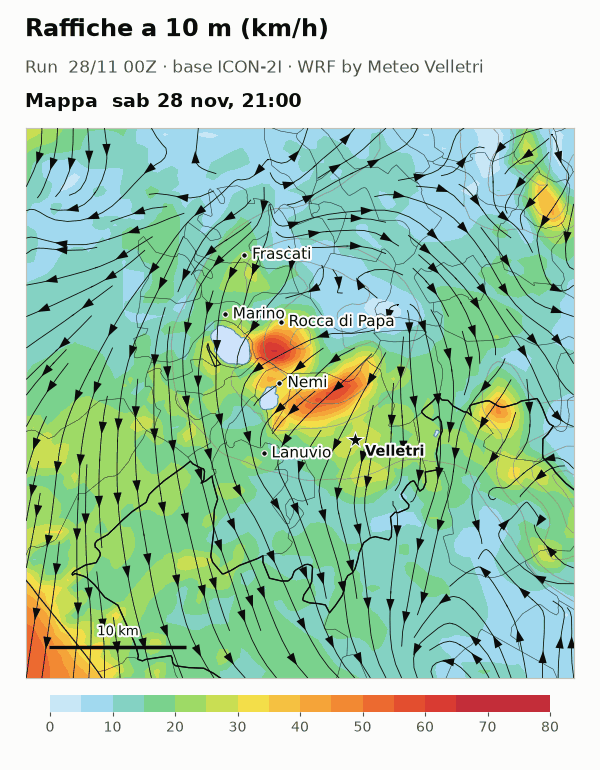 Raffiche a 10 m (km/h)
Run  28/11 00Z · base ICON-2I · WRF by Meteo Velletri
Mappa  sab 28 nov, 21:00
Frascati
Marino
Rocca di Papa
Nemi
Velletri
Lanuvio
10 km
0 10 20 30 40 50 60 70 80